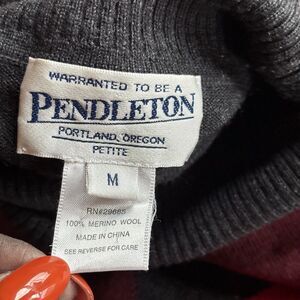 WARRANTED TO BE A
PENDLETON
PORTLAND, OREGON
PETITE
M
RN#29685
100% MERINO WOOL
MADE IN CHINA
SEE REVERSE FOR CARE